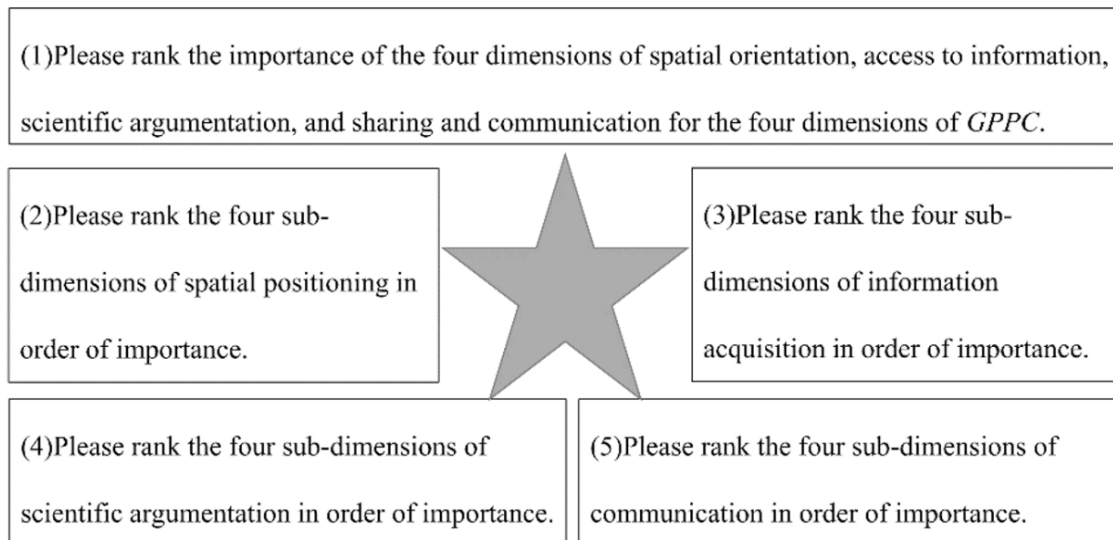 (1)Please rank the importance of the four dimensions of spatial orientation, access to information,
scientific argumentation, and sharing and communication for the four dimensions of GPPC.
(2)Please rank the four sub-
dimensions of spatial positioning in
order of importance.
(3)Please rank the four sub-
dimensions of information
acquisition in order of importance.
(4)Please rank the four sub-dimensions of
scientific argumentation in order of importance.
(5)Please rank the four sub-dimensions of
communication in order of importance.